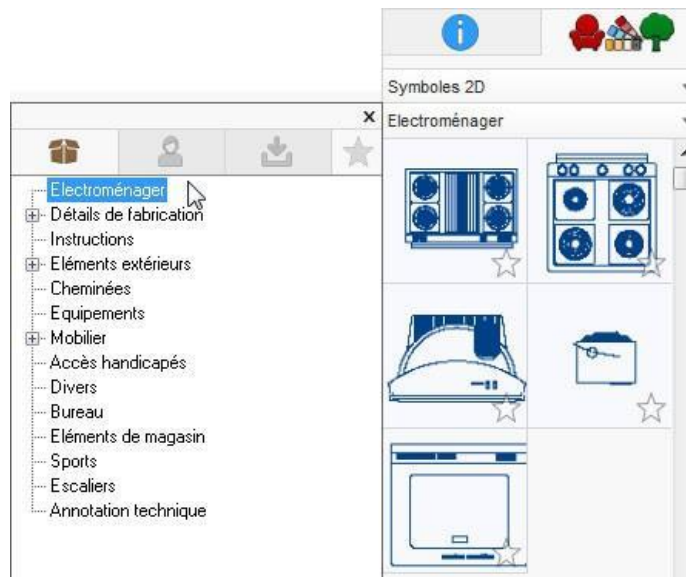 Symboles 2D
Electroménager
x
Electroménager
Détails de fabrication
Instructions
Eléments extérieurs
Cheminées
Equipements
Mobilier
Accès handicapés
Divers
Bureau
Eléments de magasin
Sports
Escaliers
Annotation technique